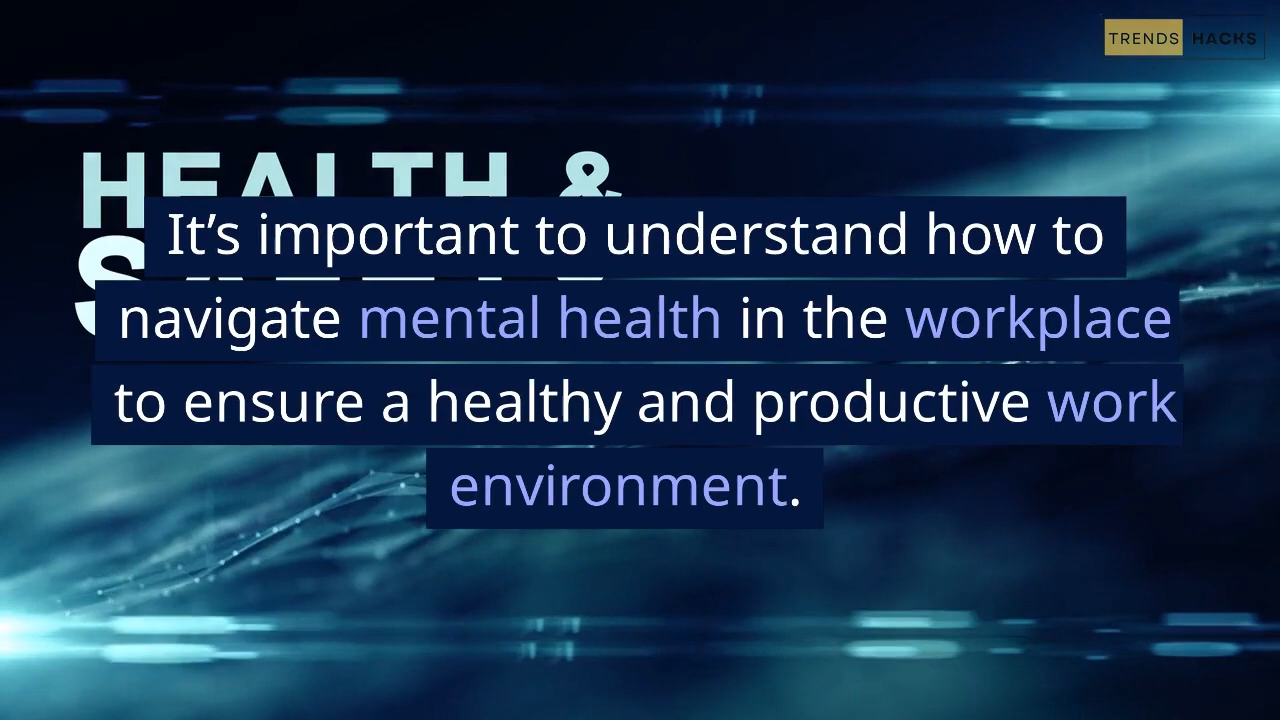 TRENDS HACKS
HEALTH &
It's important to understand how to
navigate mental health in the workplace
to ensure a healthy and productive work
environment.